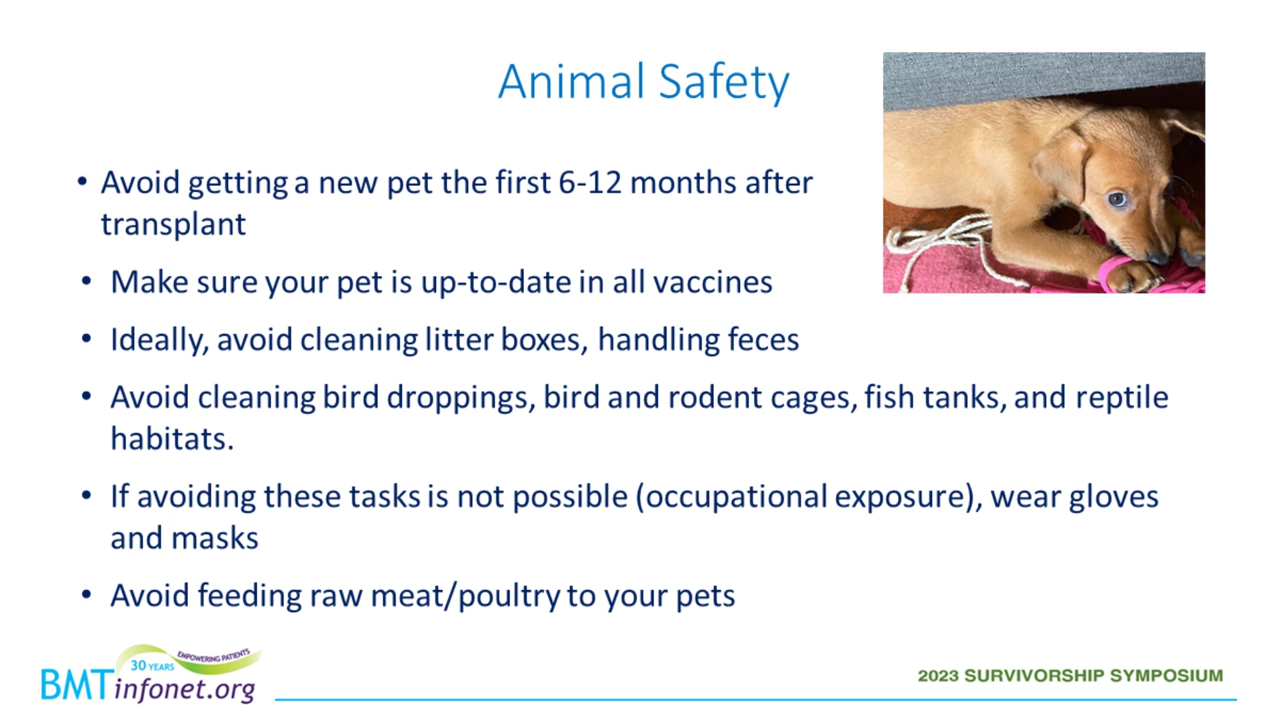 Animal Safety
• Avoid getting a new pet the first 6-12 months after
transplant
• Make sure your pet is up-to-date in all vaccines
• Ideally, avoid cleaning litter boxes, handling feces
• Avoid cleaning bird droppings, bird and rodent cages, fish tanks, and reptile
habitats.
• If avoiding these tasks is not possible (occupational exposure), wear gloves
and masks
• Avoid feeding raw meat/poultry to your pets
30 YEARS EMPOWERING PATIENTS
BMTinfonet.org
2023 SURVIVORSHIP SYMPOSIUM